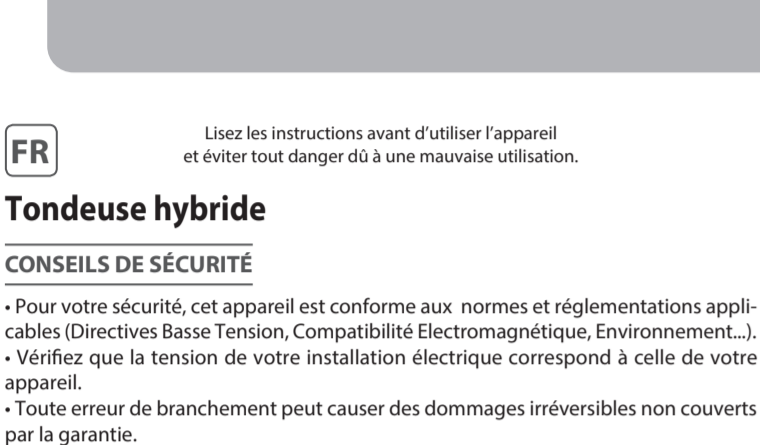 FR
Lisez les instructions avant d’utiliser l’appareil
et éviter tout danger dû à une mauvaise utilisation.
Tondeuse hybride
CONSEILS DE SÉCURITÉ
• Pour votre sécurité, cet appareil est conforme aux normes et réglementations appli-
cables (Directives Basse Tension, Compatibilité Electromagnétique, Environnement...).
• Vérifiez que la tension de votre installation électrique correspond à celle de votre
appareil.
• Toute erreur de branchement peut causer des dommages irréversibles non couverts
par la garantie.